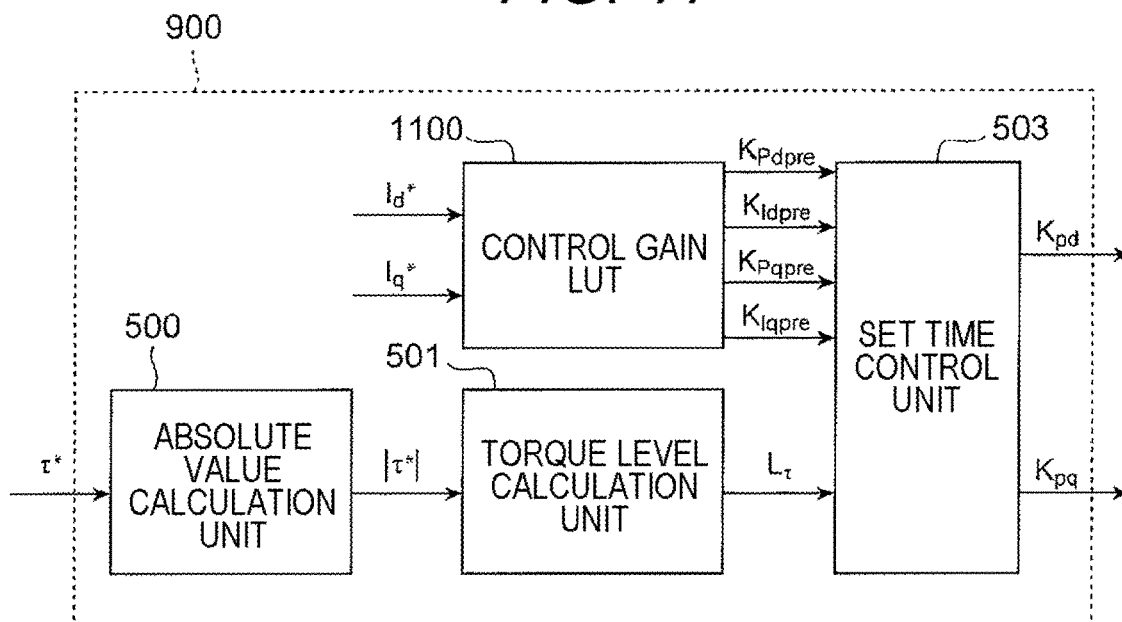 900
1100
503
K_Pdpre
I_d*
K_Idpre
CONTROL GAIN
LUT
K_pd
I_q*
K_Pqpre
K_Iqpre
500
501
SET TIME
CONTROL
UNIT
ABSOLUTE
VALUE
CALCULATION
UNIT
τ*
|τ*|
TORQUE LEVEL
CALCULATION
UNIT
L_τ
K_pq